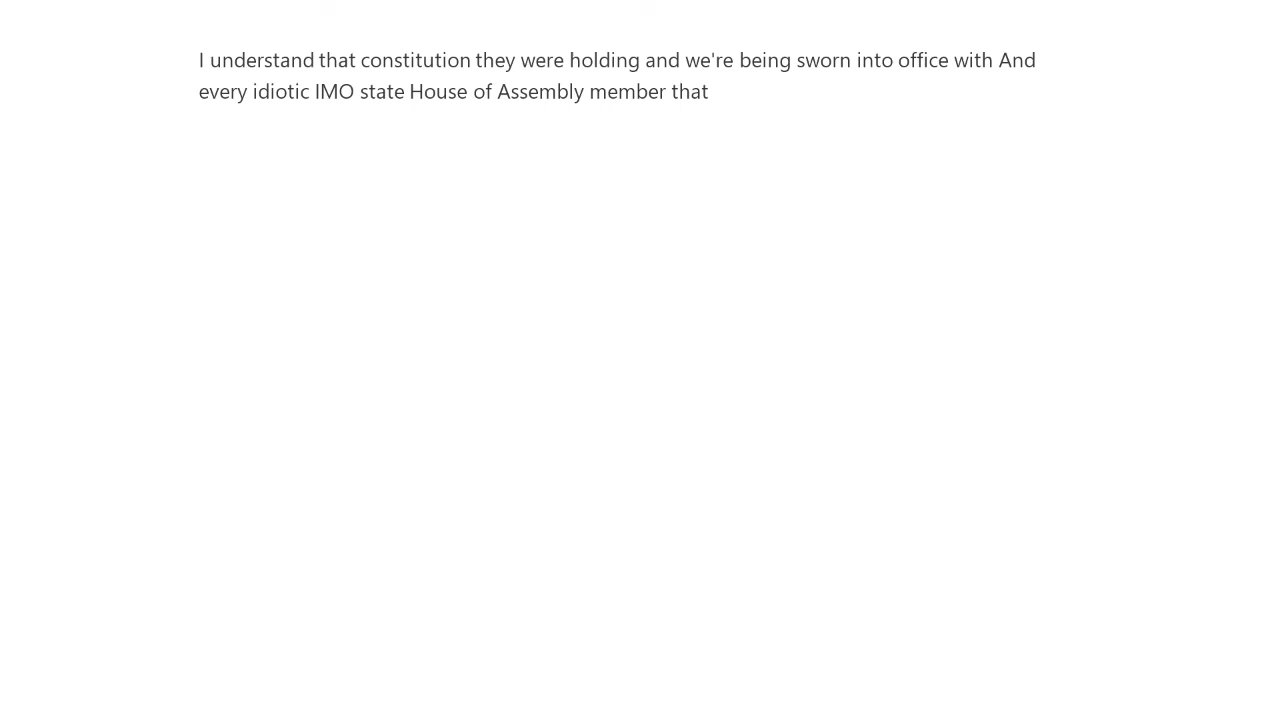 I understand that constitution they were holding and we're being sworn into office with And
every idiotic IMO state House of Assembly member that